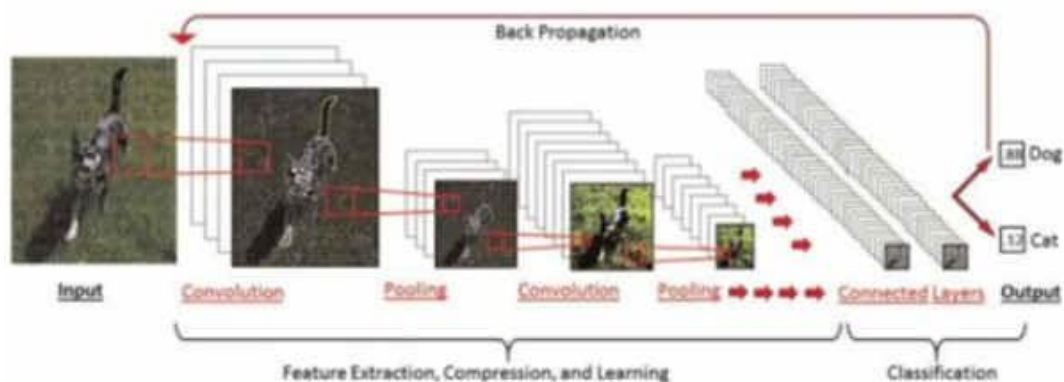 Back Propagation
.88 Dog
.12 Cat
Input Convolution Pooling Convolution Pooling Connected Layers Output
Feature Extraction, Compression, and Learning Classification